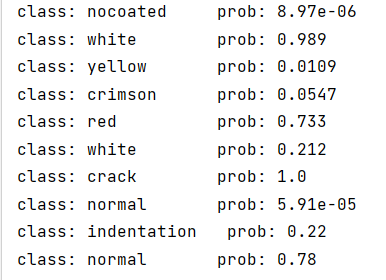 class: nocoated prob: 8.97e-06
class: white prob: 0.989
class: yellow prob: 0.0109
class: crimson prob: 0.0547
class: red prob: 0.733
class: white prob: 0.212
class: crack prob: 1.0
class: normal prob: 5.91e-05
class: indentation prob: 0.22
class: normal prob: 0.78